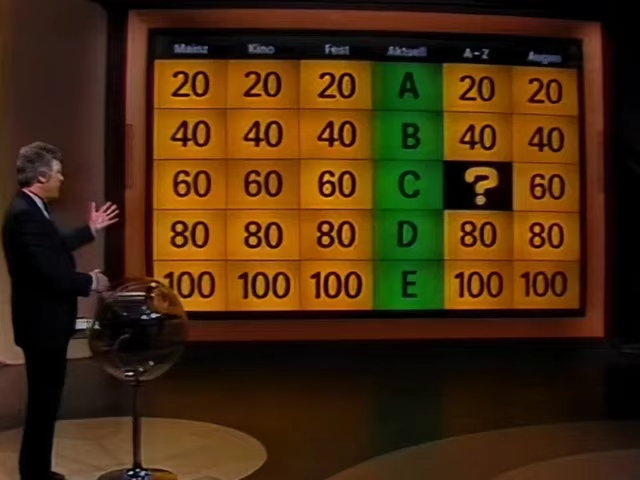 Mainz Kino Fest Aktuell A-Z Augen
20 20 20 A 20 20
40 40 40 B 40 40
60 60 60 C ? 60
80 80 80 D 80 80
100 100 100 E 100 100